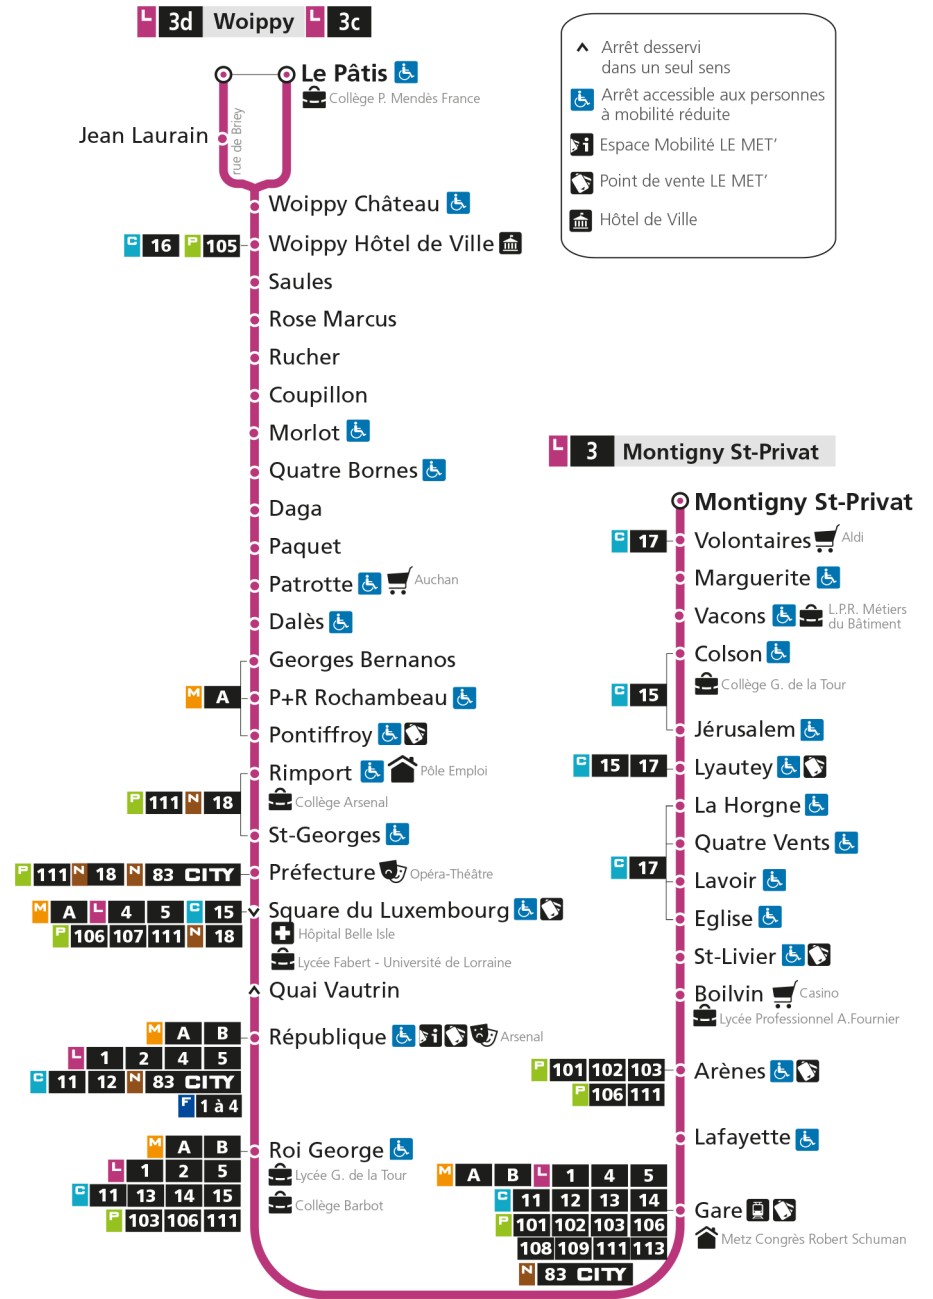 L 3d Woippy L 3c
Le Pâtis
Collège P. Mendès France
Jean Laurain
rue de Briey
Woippy Château
C 16 P 105 Woippy Hôtel de Ville
Saules
Rose Marcus
Rucher
Coupillon
Morlot
Quatre Bornes
Daga
Paquet
Patrotte Auchan
Dalès
Georges Bernanos
M A P+R Rochambeau
Pontiffroy
Rimport Pôle Emploi
P 111 N 18 Collège Arsenal
St-Georges
P 111 N 18 N 83 CITY Préfecture Opéra-Théâtre
M A L 4 5 C 15 Square du Luxembourg
P 106 107 111 N 18 Hôpital Belle Isle
Lycée Fabert - Université de Lorraine
Quai Vautrin
M A B République i Arsenal
L 1 2 4 5
C 11 12 N 83 CITY
F 1 à 4
M A B Roi George
L 1 2 5 Lycée G. de la Tour
C 11 13 14 15 Collège Barbot
P 103 106 111
Arrêt desservi
dans un seul sens
Arrêt accessible aux personnes
à mobilité réduite
i Espace Mobilité LE MET'
Point de vente LE MET'
Hôtel de Ville
L 3 Montigny St-Privat
Montigny St-Privat
C 17 Volontaires Aldi
Marguerite
Vacons L.P.R. Métiers
du Bâtiment
Colson
C 15 Collège G. de la Tour
Jérusalem
C 15 17 Lyautey
La Horgne
Quatre Vents
C 17 Lavoir
Eglise
St-Livier
Boilvin Casino
Lycée Professionnel A.Fournier
P 101 102 103 Arènes
P 106 111
Lafayette
M A B L 1 4 5
C 11 12 13 14 Gare
P 101 102 103 106 Metz Congrès Robert Schuman
108 109 111 113
N 83 CITY